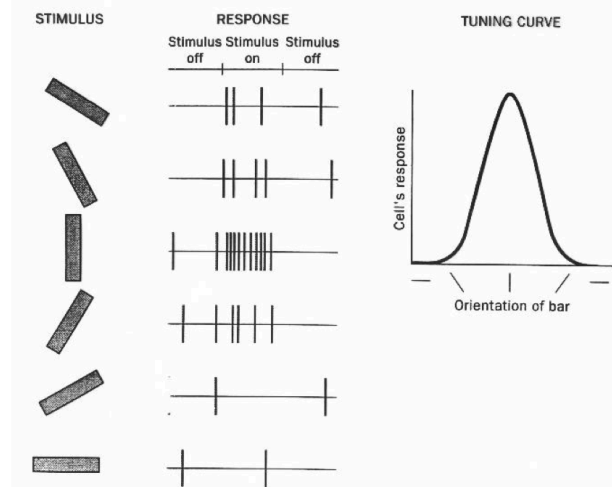 STIMULUS
RESPONSE
Stimulus off
Stimulus on
Stimulus off
TUNING CURVE
Cell's response
Orientation of bar